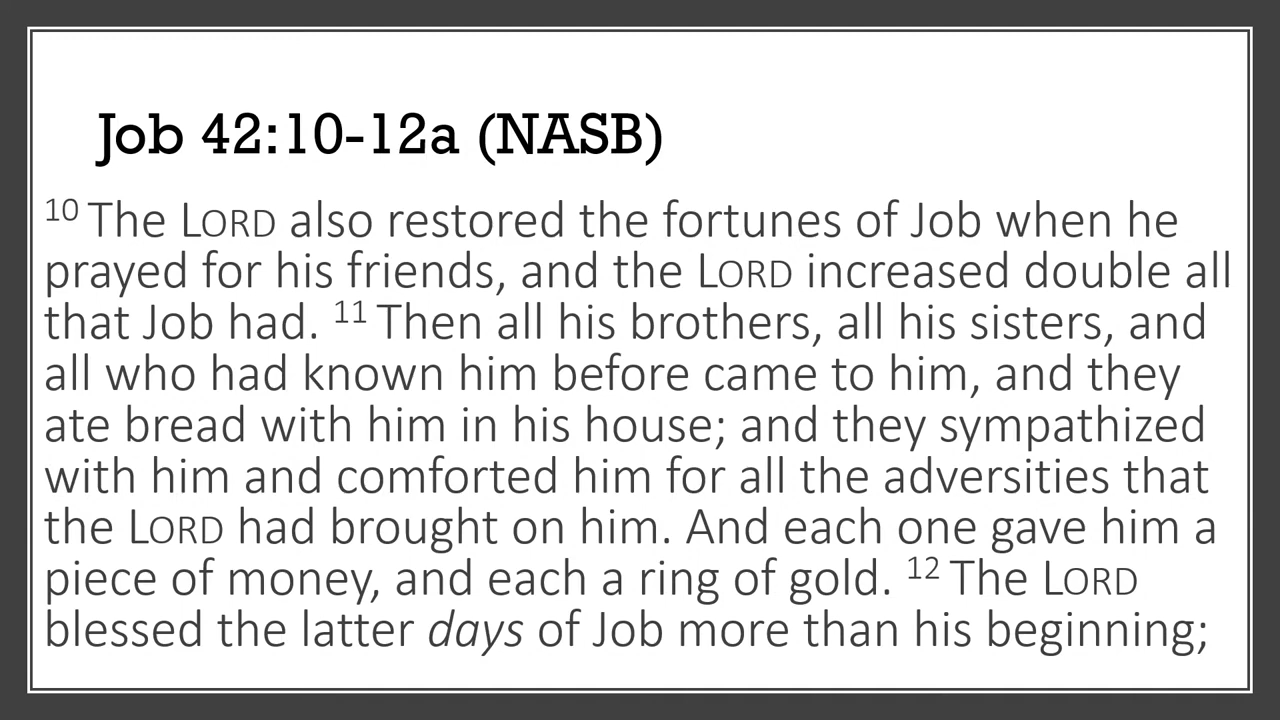 Job 42:10-12a (NASB)
10 The LORD also restored the fortunes of Job when he
prayed for his friends, and the LORD increased double all
that Job had. 11 Then all his brothers, all his sisters, and
all who had known him before came to him, and they
ate bread with him in his house; and they sympathized
with him and comforted him for all the adversities that
the LORD had brought on him. And each one gave him a
piece of money, and each a ring of gold. 12 The LORD
blessed the latter days of Job more than his beginning;